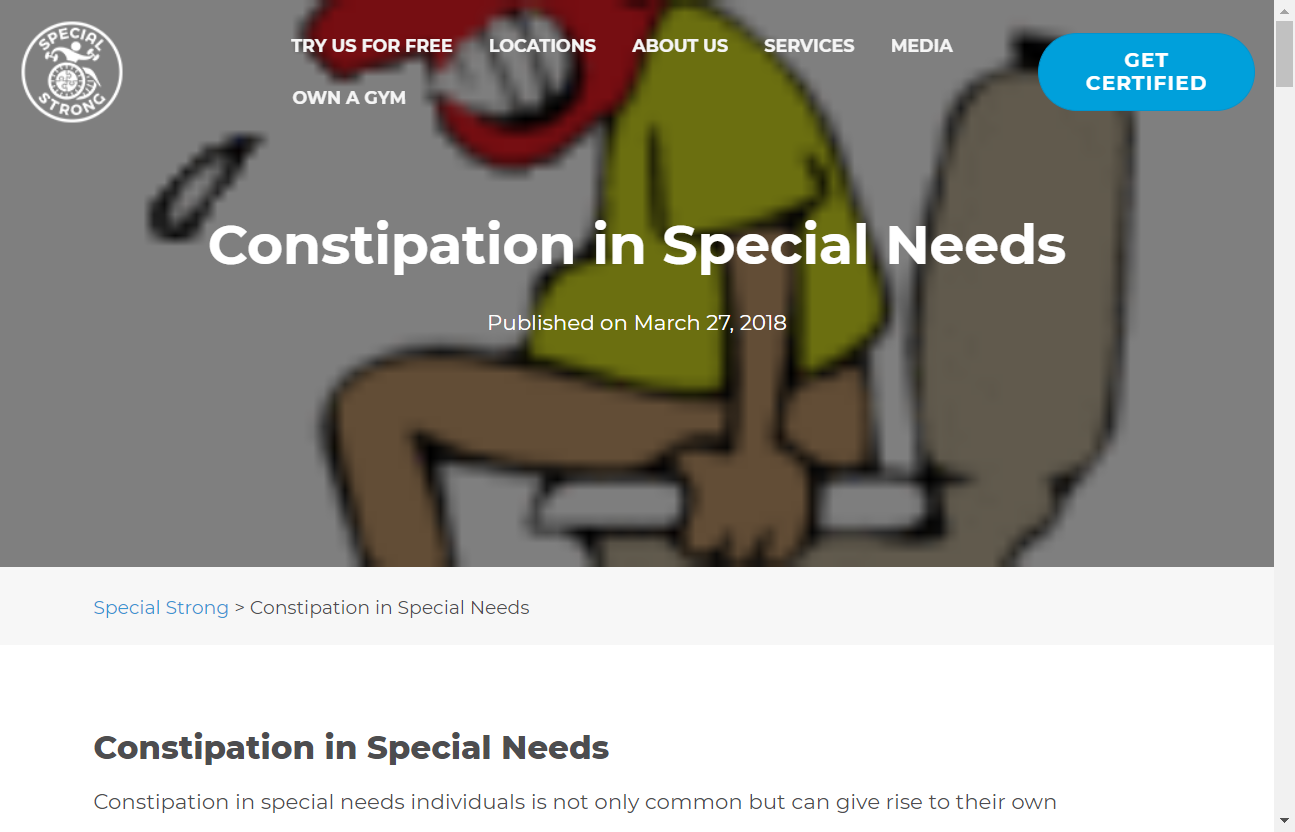 SPECIAL
STRONG
TRY US FOR FREE
LOCATIONS
ABOUT US
SERVICES
MEDIA
OWN A GYM
GET
CERTIFIED
Constipation in Special Needs
Published on March 27, 2018
Special Strong > Constipation in Special Needs
Constipation in Special Needs
Constipation in special needs individuals is not only common but can give rise to their own